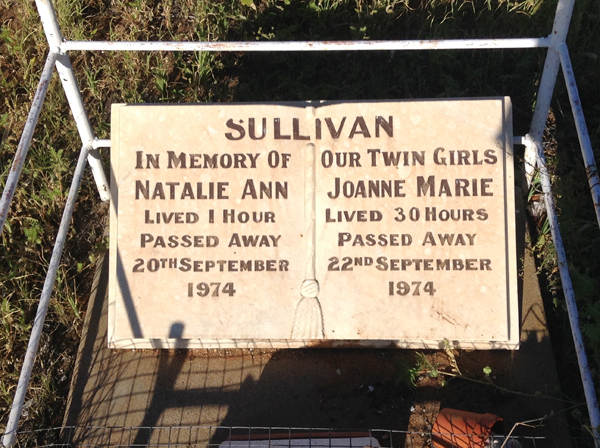 SULLIVAN
IN MEMORY OF OUR TWIN GIRLS
NATALIE ANN
LIVED 1 HOUR
PASSED AWAY
20TH SEPTEMBER
1974
JOANNE MARIE
LIVED 30 HOURS
PASSED AWAY
22ND SEPTEMBER
1974